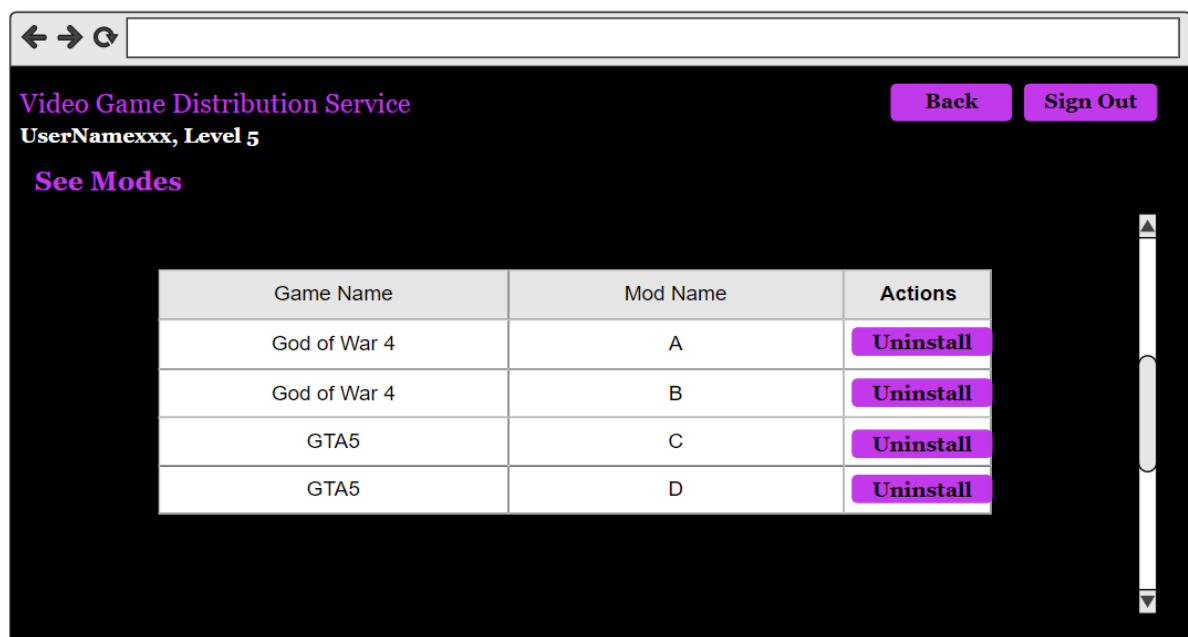 Video Game Distribution Service
Back
Sign Out
UserNamexxx, Level 5
See Modes
Game Name Mod Name Actions
God of War 4 A Uninstall
God of War 4 B Uninstall
GTA5 C Uninstall
GTA5 D Uninstall